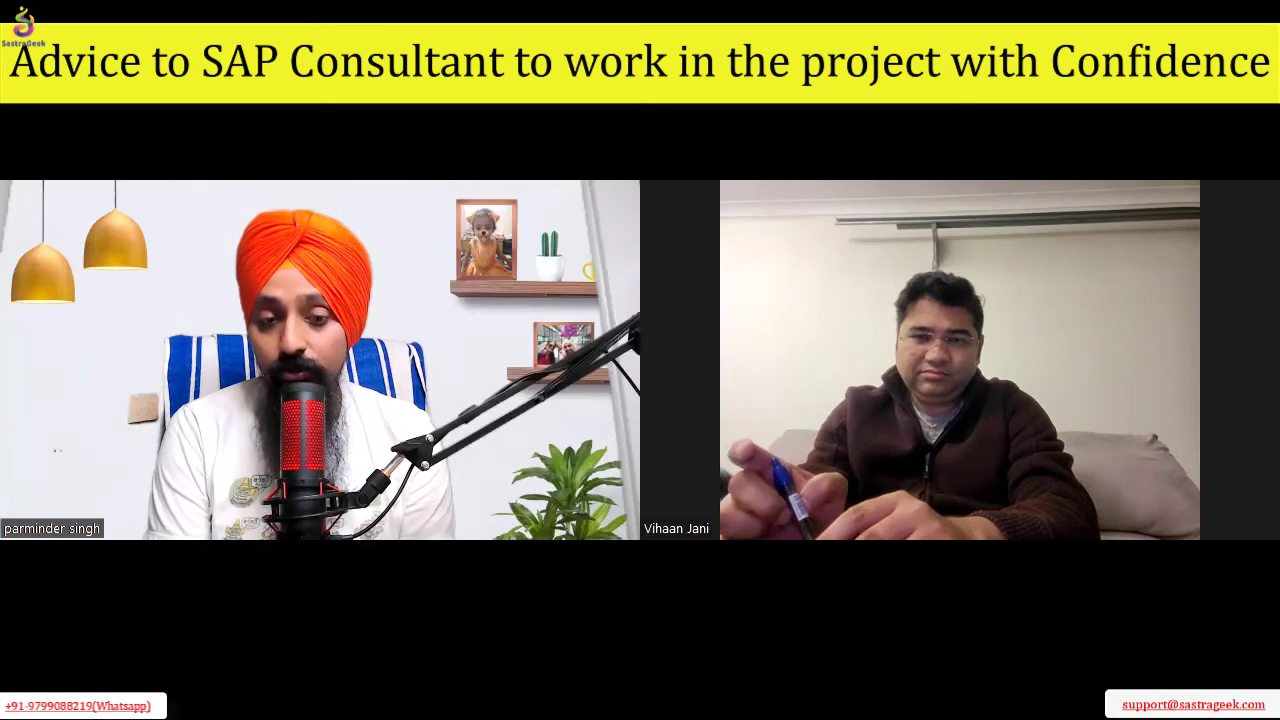 SastraGeek
Advice to SAP Consultant to work in the project with Confidence
parminder singh
Vihaan Jani
+91-9799088219(Whatsapp)
support@sastrageek.com